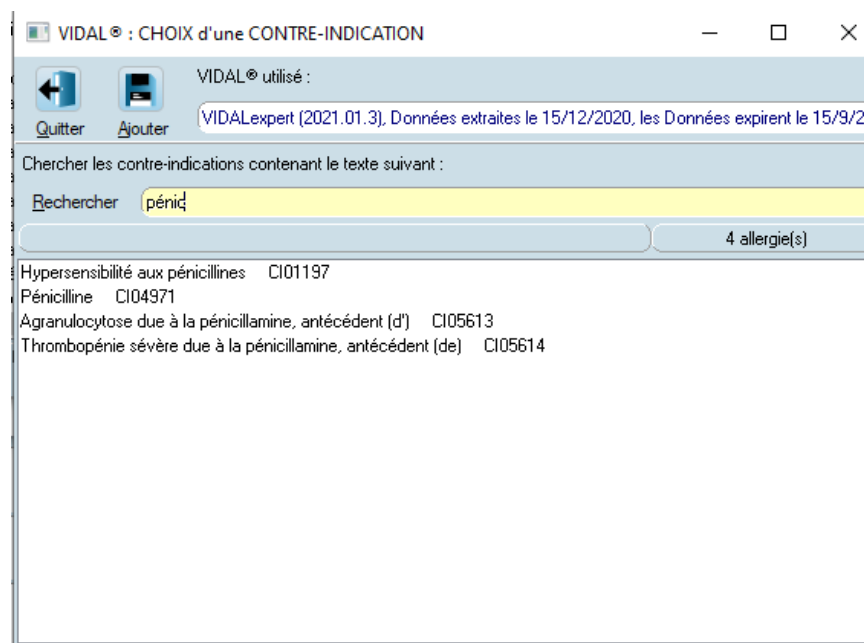 VIDAL® : CHOIX d'une CONTRE-INDICATION
Quitter
Ajouter
VIDAL® utilisé :
VIDALexpert (2021.01.3), Données extraites le 15/12/2020, les Données expirent le 15/9/2
Chercher les contre-indications contenant le texte suivant :
Rechercher pénic
4 allergie(s)
Hypersensibilité aux pénicillines CI01197
Pénicilline CI04971
Agranulocytose due à la pénicillamine, antécédent (d') CI05613
Thrombopénie sévère due à la pénicillamine, antécédent (de) CI05614